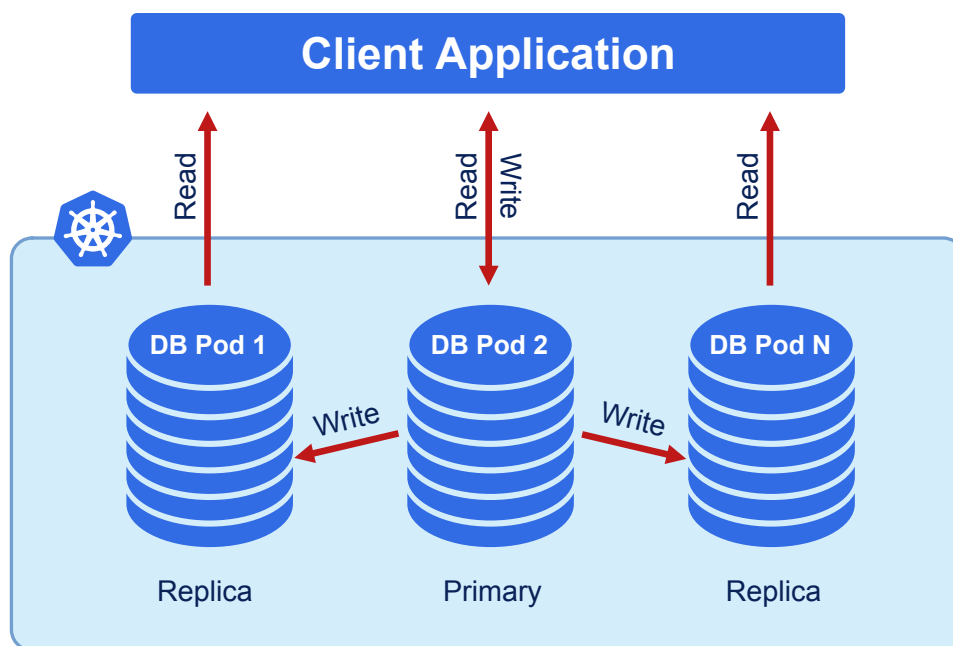 Client Application
Read
Read
Write
Read
DB Pod 1
DB Pod 2
DB Pod N
Write
Write
Replica
Primary
Replica